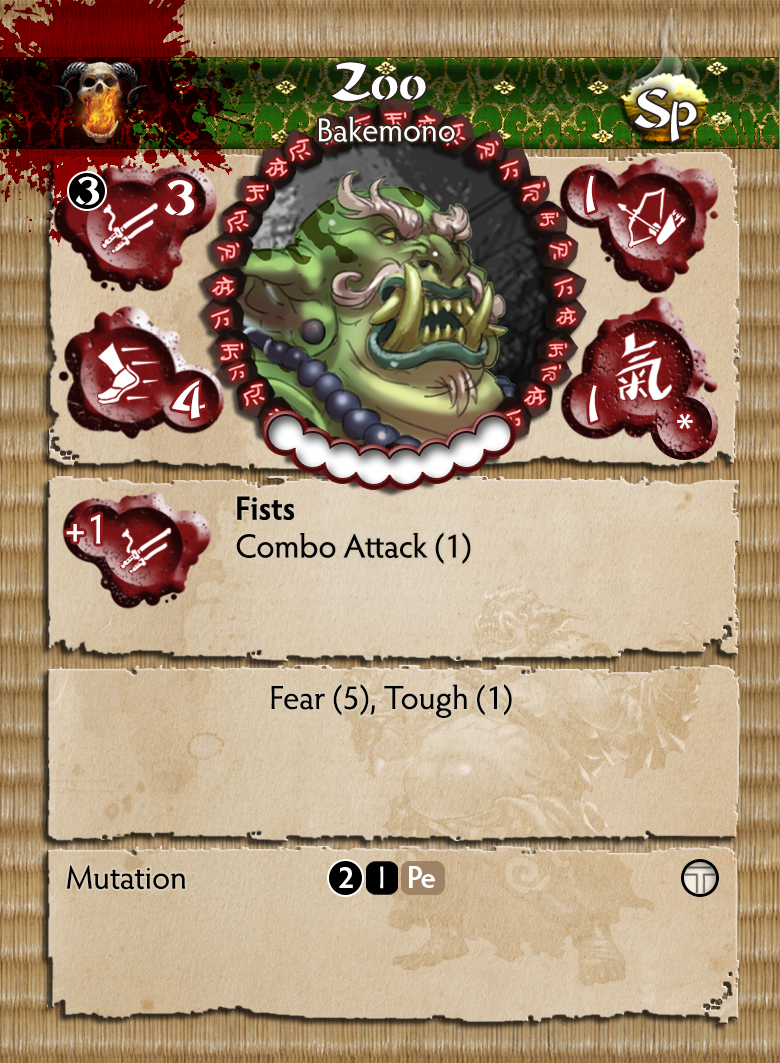 Zoo
Sp
Bakemono
3 3
1
4
氣
1 *
+1
Fists
Combo Attack (1)
Fear (5), Tough (1)
Mutation 2 1 Pe T